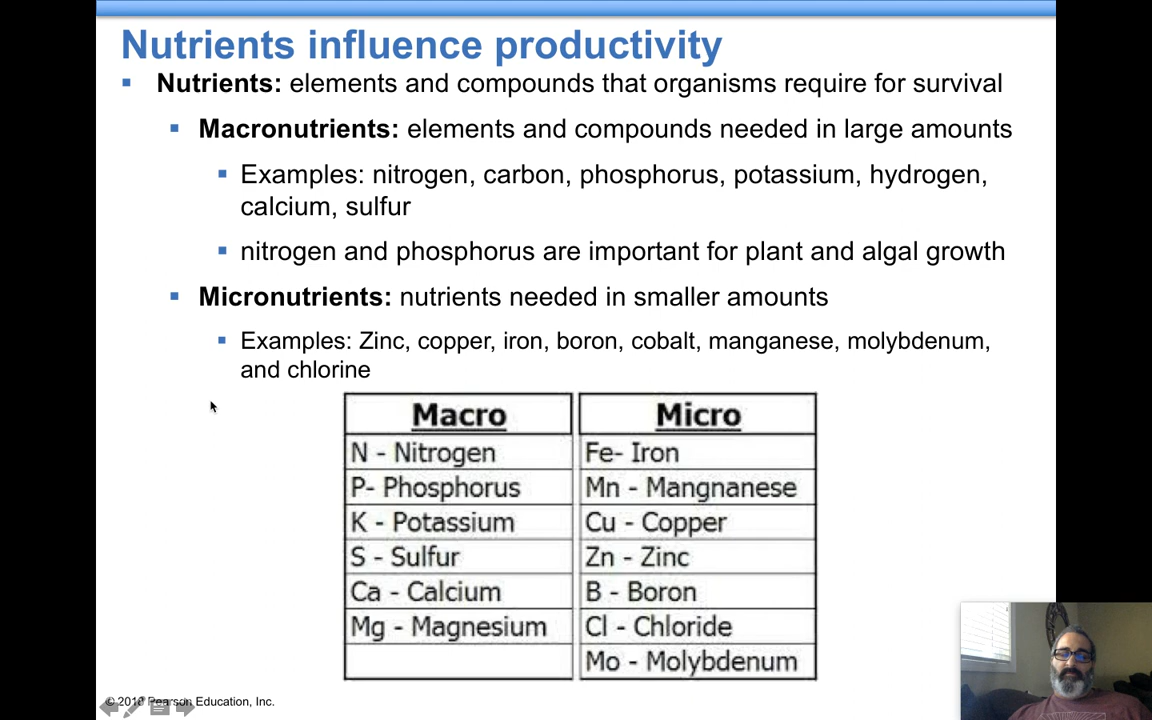 Nutrients influence productivity
Nutrients: elements and compounds that organisms require for survival
Macronutrients: elements and compounds needed in large amounts
Examples: nitrogen, carbon, phosphorus, potassium, hydrogen,
calcium, sulfur
nitrogen and phosphorus are important for plant and algal growth
Micronutrients: nutrients needed in smaller amounts
Examples: Zinc, copper, iron, boron, cobalt, manganese, molybdenum,
and chlorine
Macro Micro
N - Nitrogen Fe- Iron
P- Phosphorus Mn - Mangnanese
K - Potassium Cu - Copper
S - Sulfur Zn - Zinc
Ca - Calcium B - Boron
Mg - Magnesium Cl - Chloride
Mo - Molybdenum
© 2018 Pearson Education, Inc.